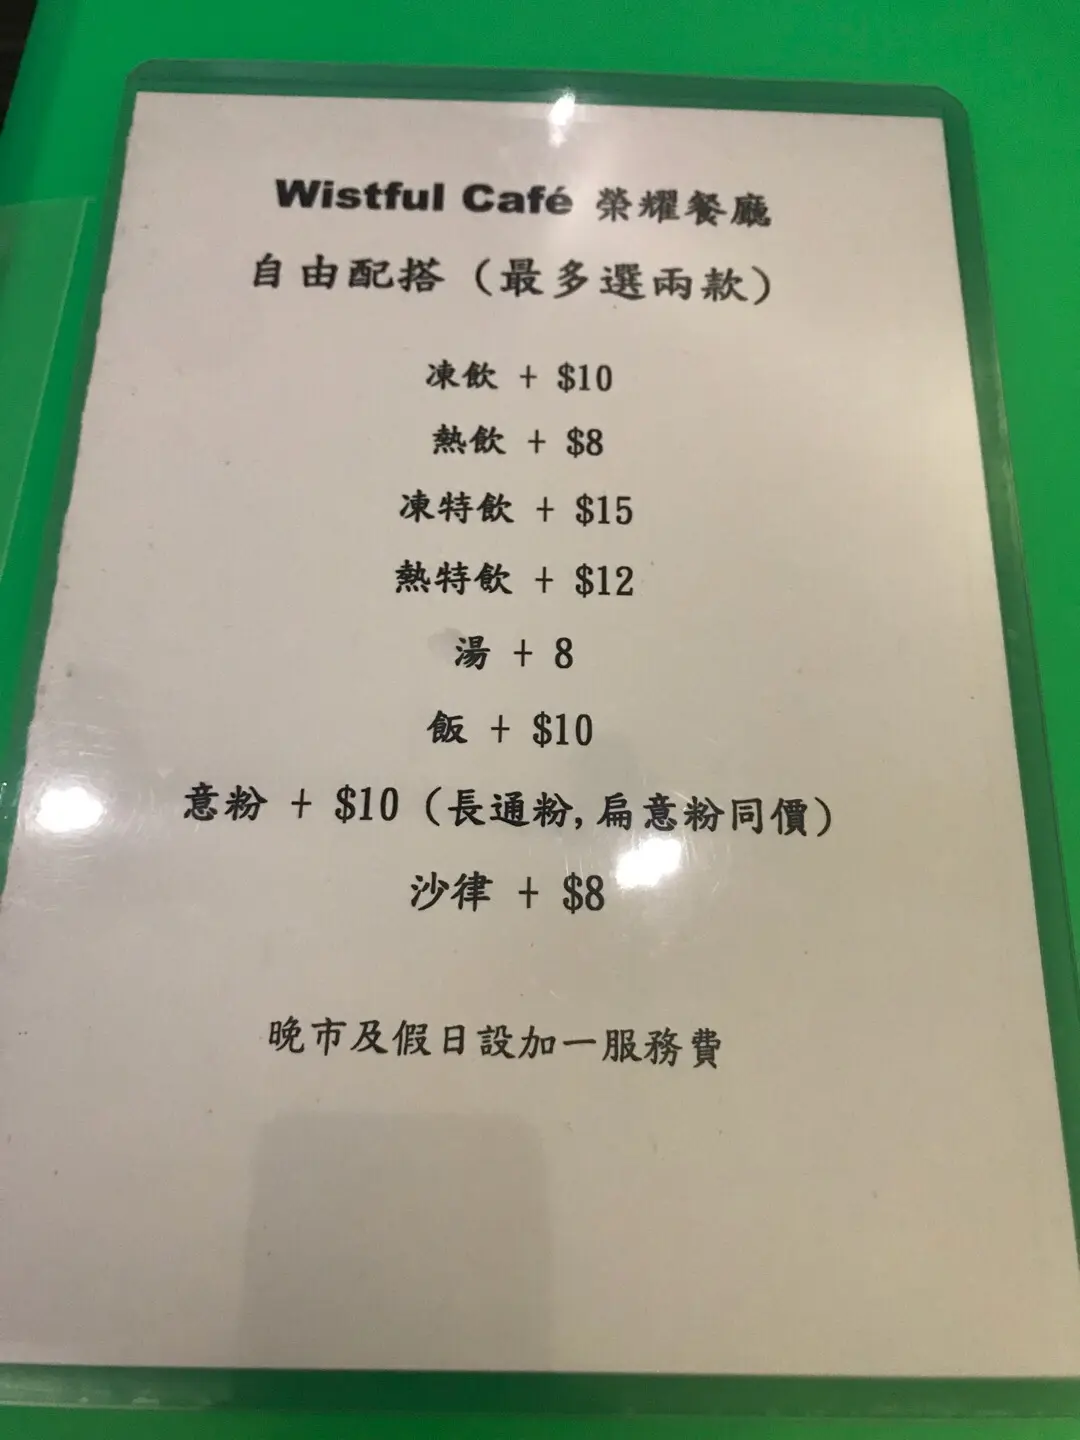 Wistful Café 榮耀餐廳
自由配搭（最多選兩款）
凍飲 + $10
熱飲 + $8
凍特飲 + $15
熱特飲 + $12
湯 + 8
飯 + $10
意粉 + $10（長通粉,扁意粉同價）
沙律 + $8
晚市及假日設加一服務費